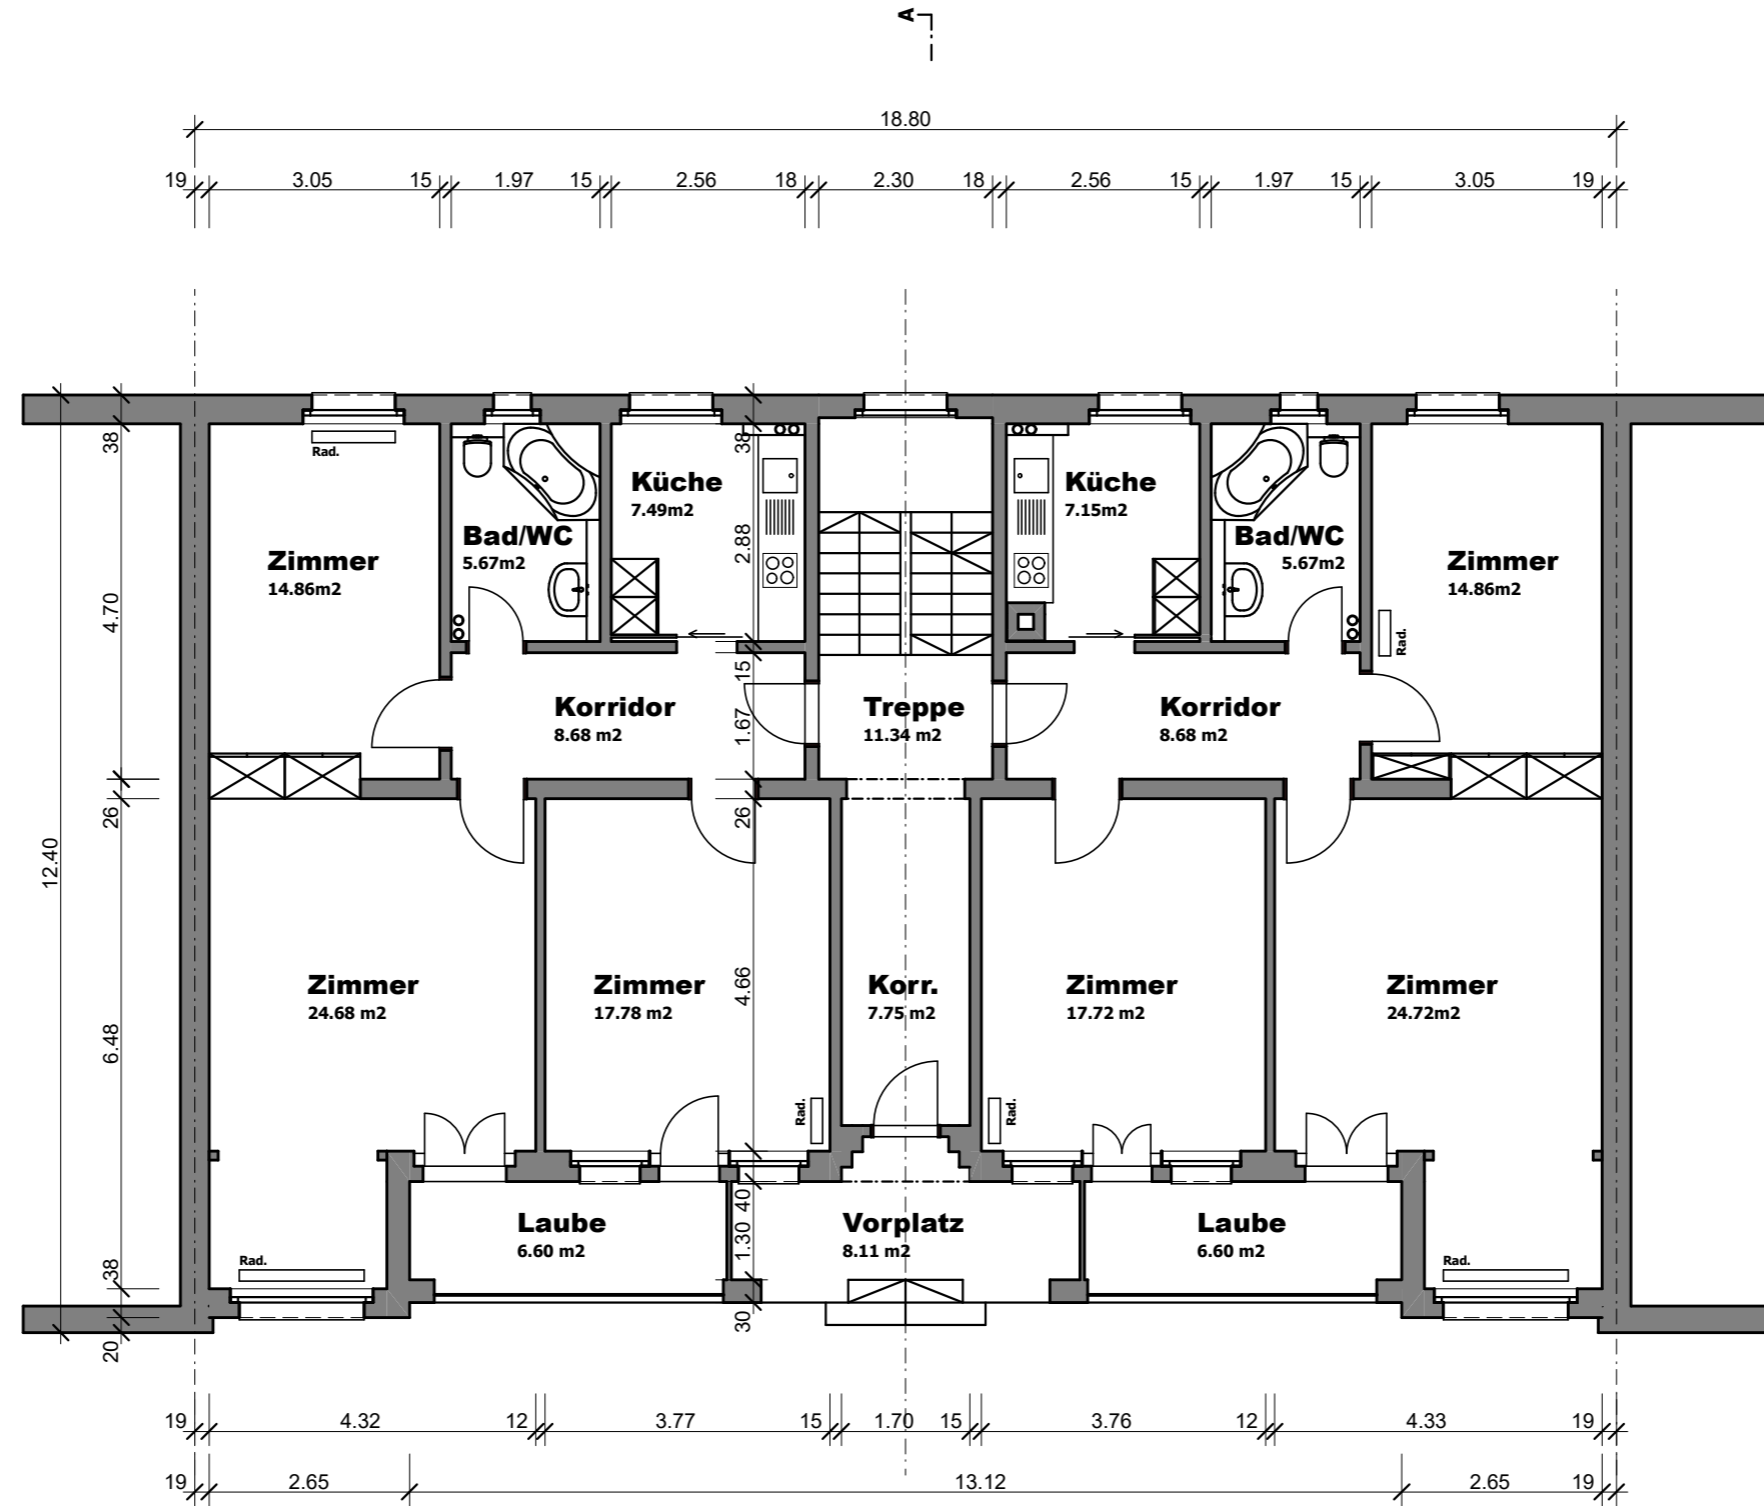 A
18.80
19 3.05 15 1.97 15 2.56 18 2.30 18 2.56 15 1.97 15 3.05 19
38
38
Rad.
Küche
7.49m2
Küche
7.15m2
Bad/WC
5.67m2
Bad/WC
5.67m2
2.88
Zimmer
14.86m2
Zimmer
14.86m2
4.70
Rad.
15
Korridor
8.68 m2
1.67
Treppe
11.34 m2
Korridor
8.68 m2
26
26
12.40
Zimmer
24.68 m2
Zimmer
17.78 m2
4.66
Korr.
7.75 m2
Zimmer
17.72 m2
Zimmer
24.72m2
6.48
Rad.
Rad.
40
Laube
6.60 m2
1.30
Vorplatz
8.11 m2
Laube
6.60 m2
Rad.
Rad.
38
30
20
19 4.32 12 3.77 15 1.70 15 3.76 12 4.33 19
19 2.65 13.12 2.65 19